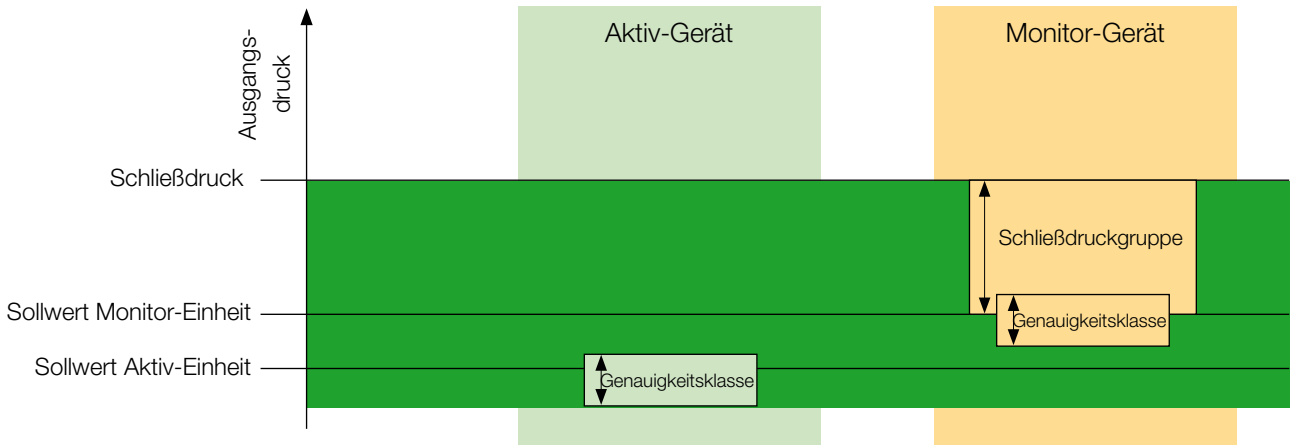 Ausgangs-
druck
Aktiv-Gerät
Monitor-Gerät
Schließdruck
Schließdruckgruppe
Sollwert Monitor-Einheit
Genauigkeitsklasse
Sollwert Aktiv-Einheit
Genauigkeitsklasse